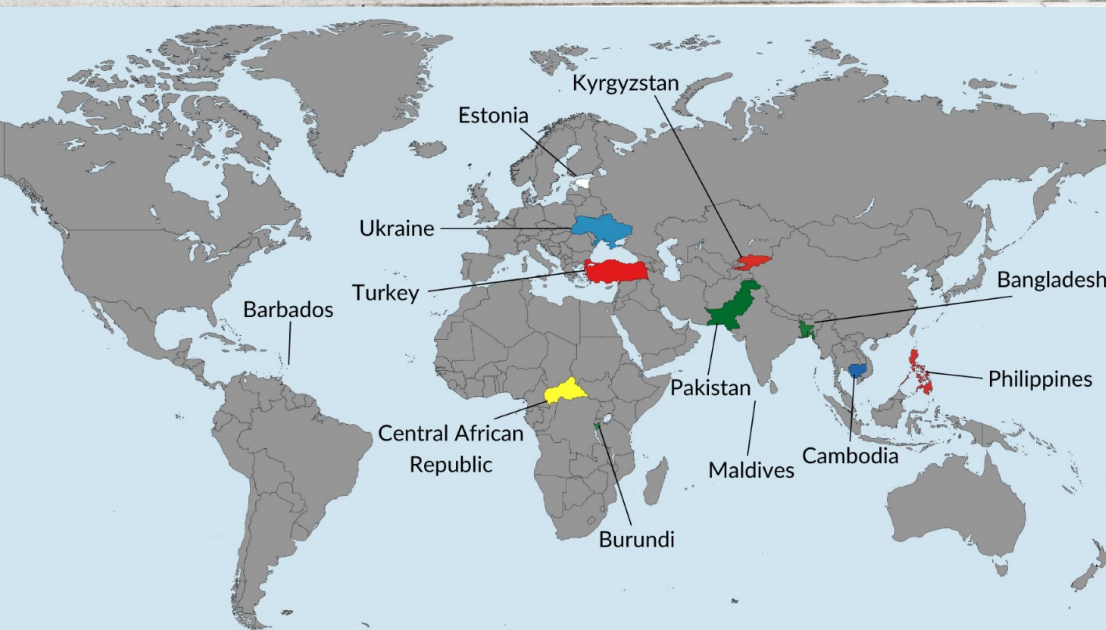 Kyrgyzstan
Estonia
Ukraine
Bangladesh
Turkey
Barbados
Pakistan
Philippines
Central African
Republic
Cambodia
Maldives
Burundi